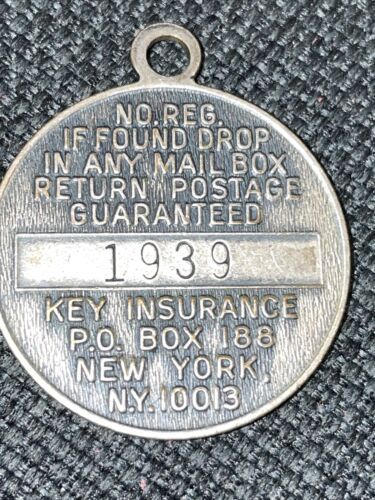 NO. REG.
IF FOUND DROP
IN ANY MAIL BOX
RETURN POSTAGE
GUARANTEED
1939
KEY INSURANCE
P.O. BOX 188
NEW YORK,
N.Y. 10013